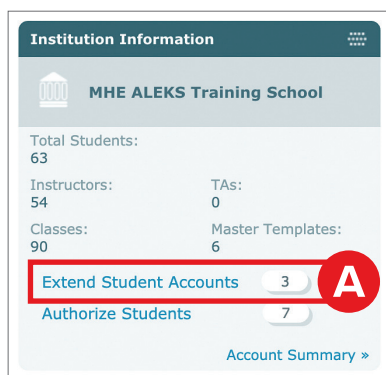 Institution Information
MHE ALEKS Training School
Total Students:
63
Instructors: TAs:
54 0
Classes: Master Templates:
90 6
Extend Student Accounts 3 A
Authorize Students 7
Account Summary »